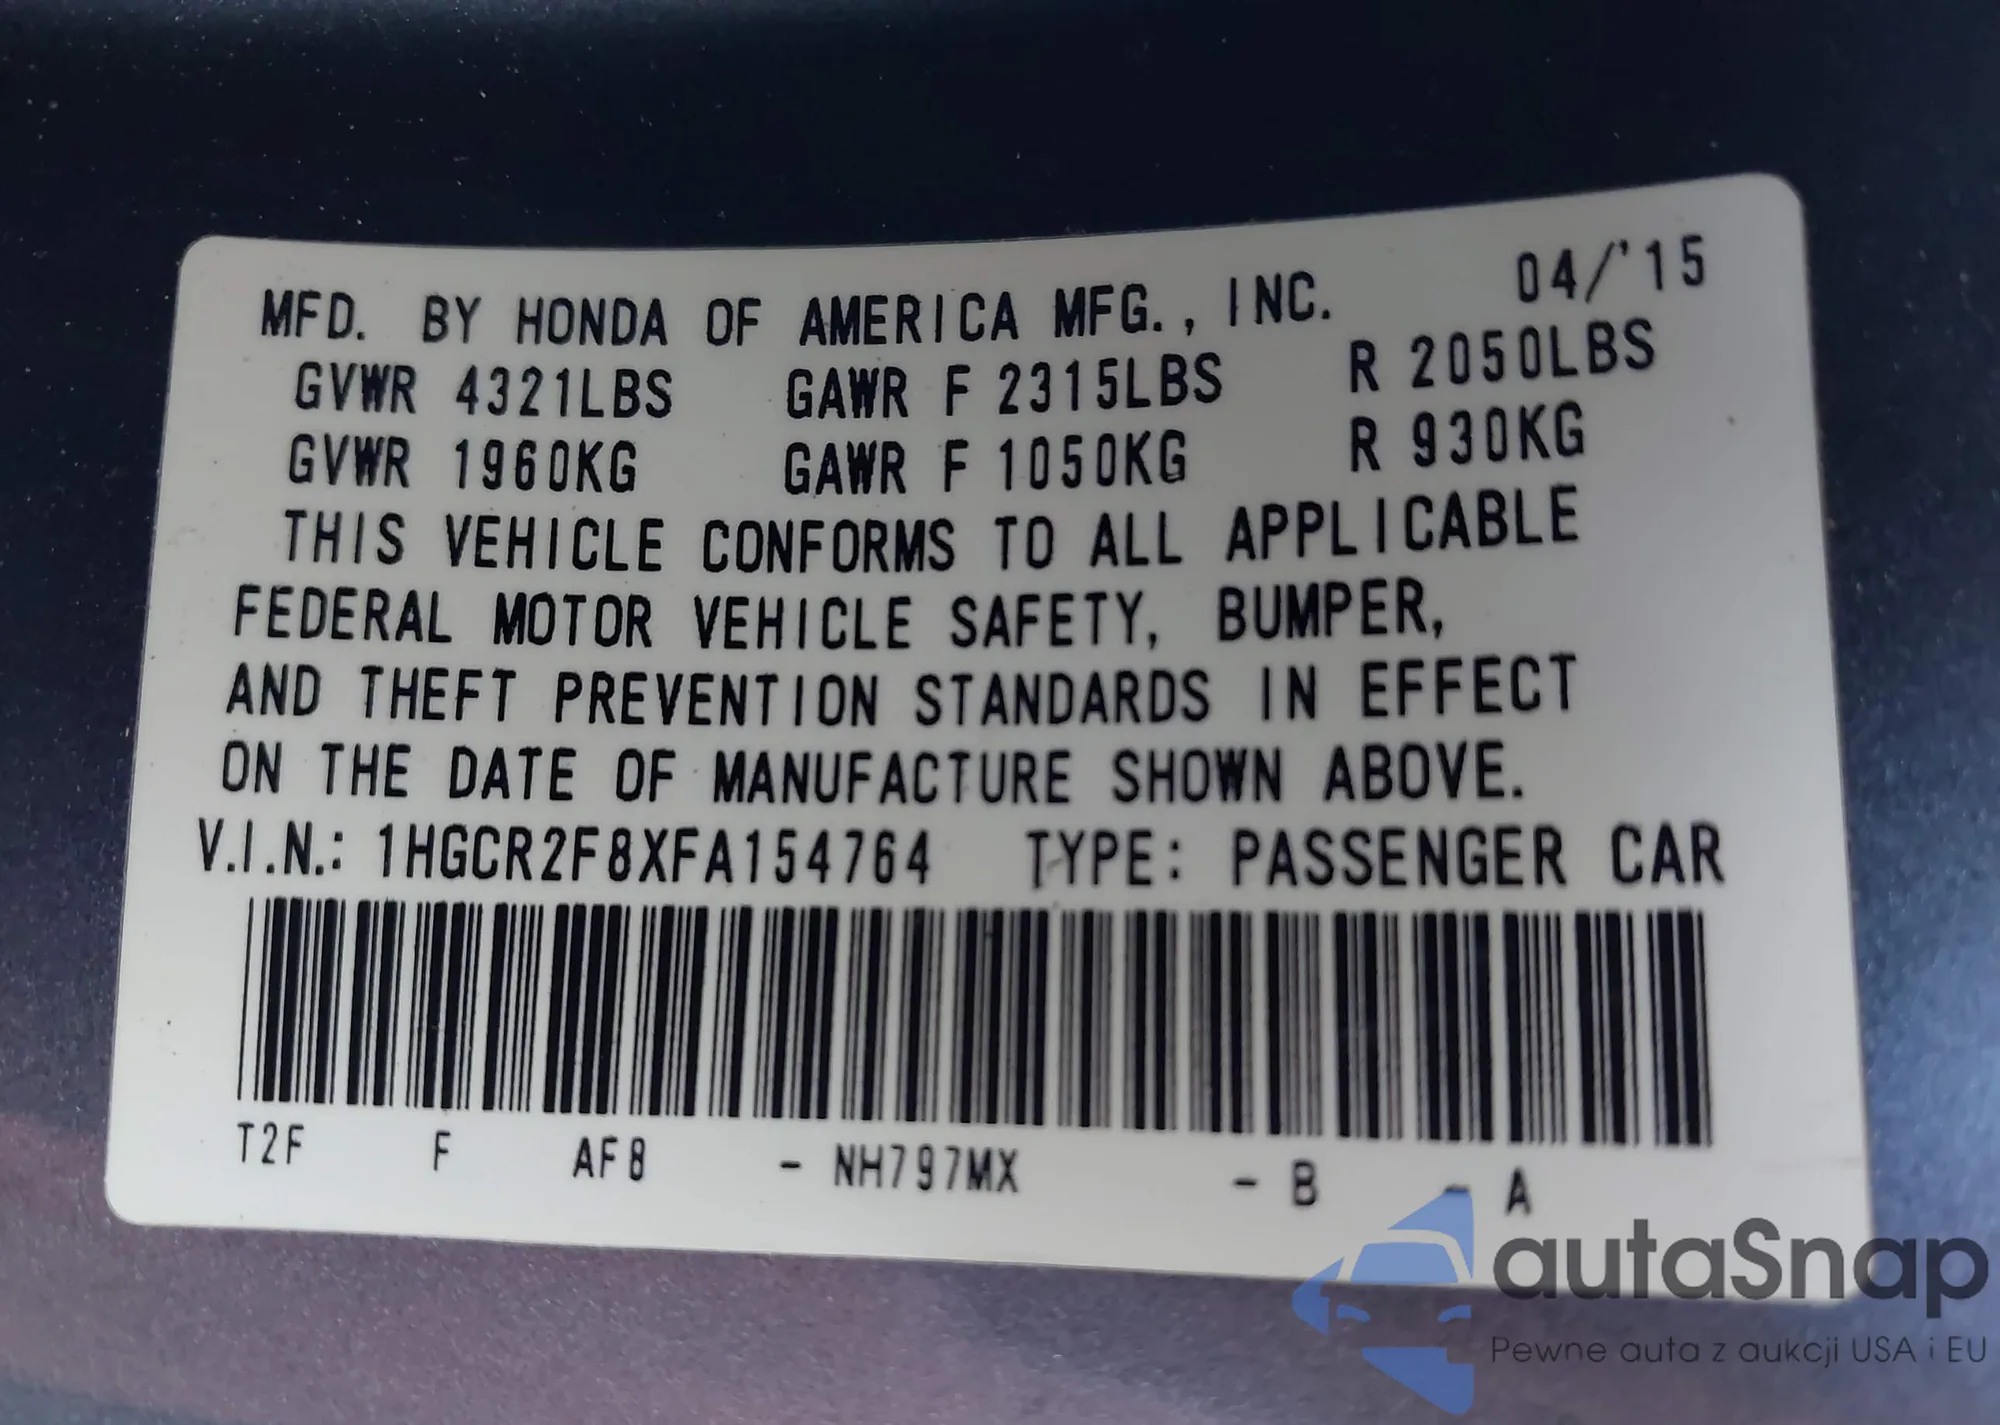 MFD. BY HONDA OF AMERICA MFG., INC. 04/'15
GVWR 4321LBS GAWR F 2315LBS R 2050LBS
GVWR 1960KG GAWR F 1050KG R 930KG
THIS VEHICLE CONFORMS TO ALL APPLICABLE
FEDERAL MOTOR VEHICLE SAFETY, BUMPER,
AND THEFT PREVENTION STANDARDS IN EFFECT
ON THE DATE OF MANUFACTURE SHOWN ABOVE.
V.I.N.: 1HGCR2F8XFA154764 TYPE: PASSENGER CAR
T2F F AF8 - NH797MX - B - A
autaSnap
Pewne auta z aukcji USA i EU